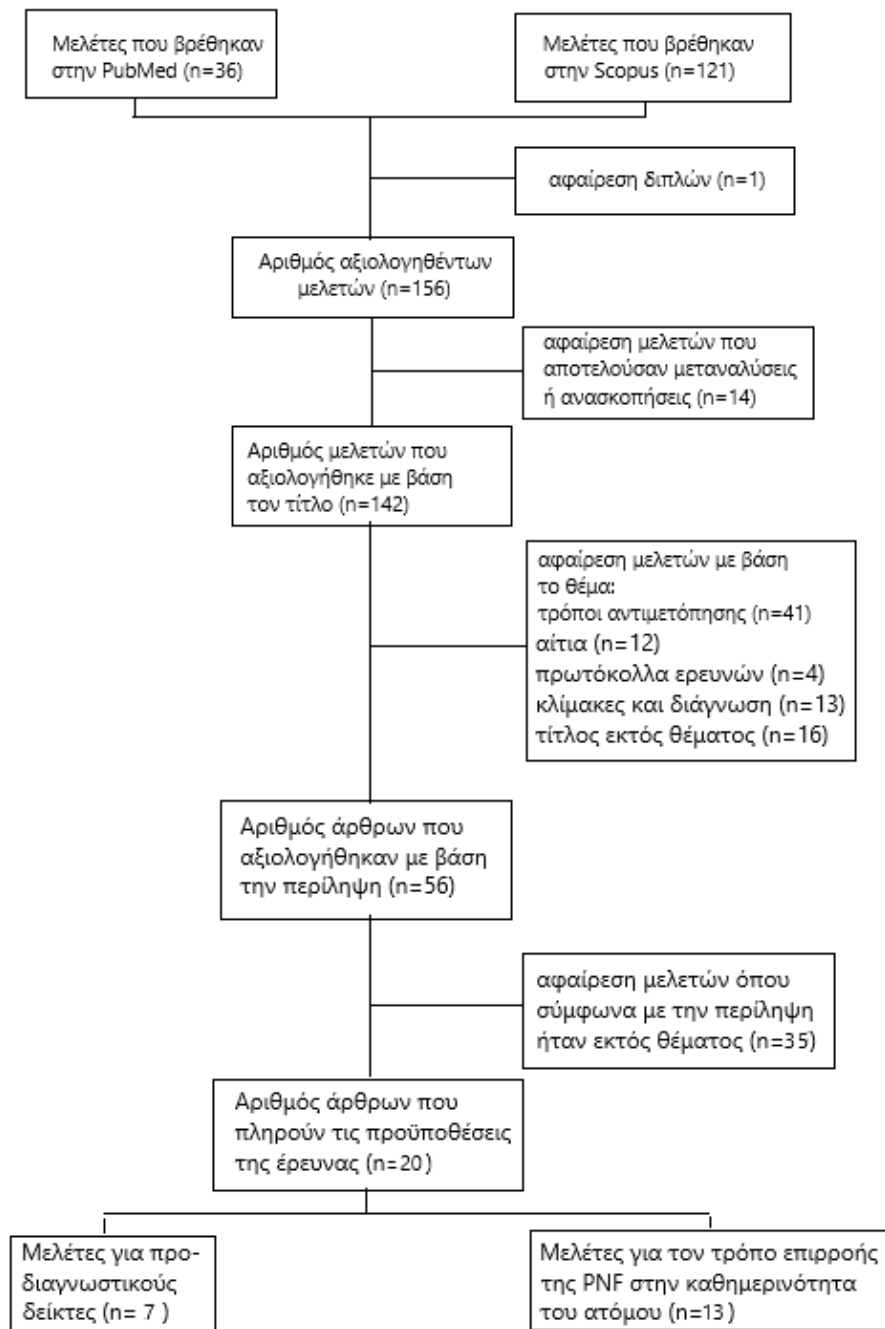 Μελέτες που βρέθηκαν
στην PubMed (n=36)
Μελέτες που βρέθηκαν
στην Scopus (n=121)
αφαίρεση διπλών (n=1)
Αριθμός αξιολογηθέντων
μελετών (n=156)
αφαίρεση μελετών που
αποτελούσαν μεταναλύσεις
ή ανασκοπήσεις (n=14)
Αριθμός μελετών που
αξιολογήθηκε με βάση
τον τίτλο (n=142)
αφαίρεση μελετών με βάση
το θέμα:
τρόποι αντιμετόπησης (n=41)
αίτια (n=12)
πρωτόκολλα ερευνών (n=4)
κλίμακες και διάγνωση (n=13)
τίτλος εκτός θέματος (n=16)
Αριθμός άρθρων που
αξιολογήθηκαν με βάση
την περίληψη (n=56)
αφαίρεση μελετών όπου
σύμφωνα με την περίληψη
ήταν εκτός θέματος (n=35)
Αριθμός άρθρων που
πληρούν τις προϋποθέσεις
της έρευνας (n=20 )
Μελέτες για προ-
διαγνωστικούς
δείκτες (n= 7 )
Μελέτες για τον τρόπο επιρροής
της PNF στην καθημερινότητα
του ατόμου (n=13 )